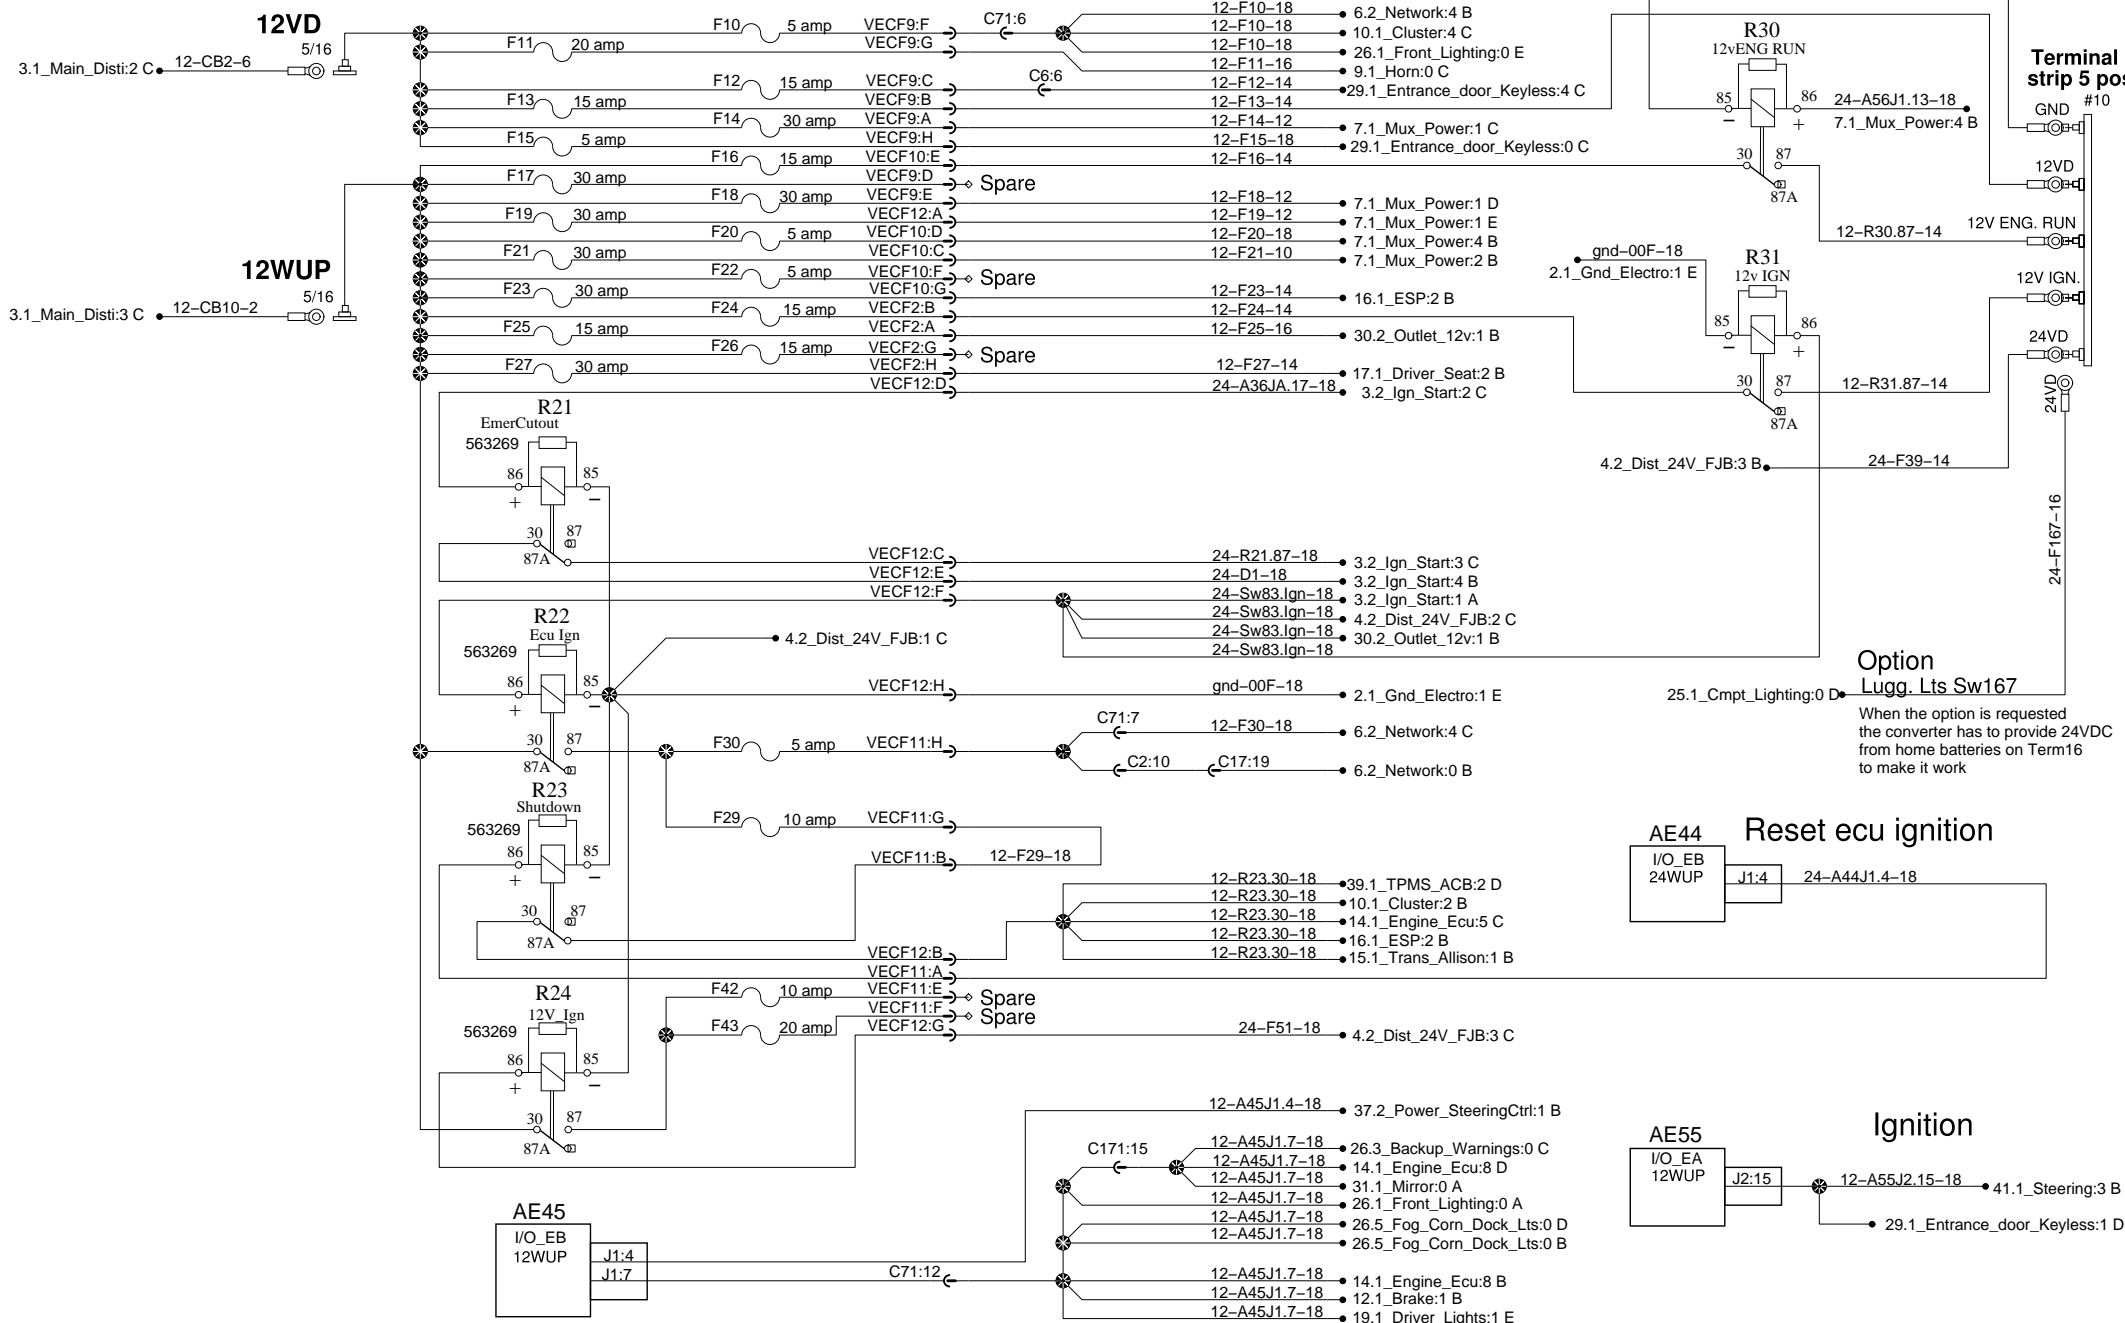 12VD
5/16
3.1_Main_Disti:2 C
12–CB2–6
12WUP
5/16
3.1_Main_Disti:3 C
12–CB10–2
F10 5 amp VECF9:F C71:6
12–F10–18 6.2_Network:4 B
12–F10–18 10.1_Cluster:4 C
12–F10–18 26.1_Front_Lighting:0 E
F11 20 amp VECF9:G 12–F11–16 9.1_Horn:0 C
F12 15 amp VECF9:C C6:6 12–F12–14 29.1_Entrance_door_Keyless:4 C
F13 15 amp VECF9:B 12–F13–14
F14 30 amp VECF9:A 12–F14–12 7.1_Mux_Power:1 C
F15 5 amp VECF9:H 12–F15–18 29.1_Entrance_door_Keyless:0 C
F16 15 amp VECF10:E 12–F16–14
F17 30 amp VECF9:D Spare
F18 30 amp VECF9:E 12–F18–12 7.1_Mux_Power:1 D
F19 30 amp VECF12:A 12–F19–12 7.1_Mux_Power:1 E
F20 5 amp VECF10:D 12–F20–18 7.1_Mux_Power:4 B
F21 30 amp VECF10:C 12–F21–10 7.1_Mux_Power:2 B
F22 5 amp VECF10:F Spare
F23 30 amp VECF10:G 12–F23–14 16.1_ESP:2 B
F24 15 amp VECF2:B 12–F24–14
F25 15 amp VECF2:A 12–F25–16 30.2_Outlet_12v:1 B
F26 15 amp VECF2:G Spare
F27 30 amp VECF2:H 12–F27–14 17.1_Driver_Seat:2 B
VECF12:D 24–A36JA.17–18 3.2_Ign_Start:2 C
R30
12vENG RUN
85 86
– +
24–A56J1.13–18
7.1_Mux_Power:4 B
30 87
87A
12–R30.87–14
gnd–00F–18
2.1_Gnd_Electro:1 E
R31
12v IGN
85 86
– +
30 87
87A
12–R31.87–14
4.2_Dist_24V_FJB:3 B
24–F39–14
Terminal
strip 5 pos
#10
GND
12VD
12V ENG. RUN
12V IGN.
24VD
24VD
24–F167–16
R21
EmerCutout
563269
86 85
+ –
30 87
87A
VECF12:C 24–R21.87–18 3.2_Ign_Start:3 C
VECF12:E 24–D1–18 3.2_Ign_Start:4 B
VECF12:F 24–Sw83.Ign–18 3.2_Ign_Start:1 A
24–Sw83.Ign–18 4.2_Dist_24V_FJB:2 C
24–Sw83.Ign–18 30.2_Outlet_12v:1 B
24–Sw83.Ign–18
R22
Ecu Ign
563269
86 85
+ –
30 87
87A
4.2_Dist_24V_FJB:1 C
VECF12:H gnd–00F–18 2.1_Gnd_Electro:1 E
F30 5 amp VECF11:H
C71:7 12–F30–18 6.2_Network:4 C
C2:10 C17:19 6.2_Network:0 B
Option
Lugg. Lts Sw167
25.1_Cmpt_Lighting:0 D
When the option is requested
the converter has to provide 24VDC
from home batteries on Term16
to make it work
R23
Shutdown
563269
86 85
+ –
30 87
87A
F29 10 amp VECF11:G
VECF11:B 12–F29–18
12–R23.30–18 39.1_TPMS_ACB:2 D
12–R23.30–18 10.1_Cluster:2 B
12–R23.30–18 14.1_Engine_Ecu:5 C
12–R23.30–18 16.1_ESP:2 B
VECF12:B 12–R23.30–18 15.1_Trans_Allison:1 B
VECF11:A
Reset ecu ignition
AE44
I/O_EB
24WUP
J1:4
24–A44J1.4–18
R24
12V_Ign
563269
86 85
+ –
30 87
87A
F42 10 amp VECF11:E Spare
F43 20 amp VECF11:F Spare
VECF12:G 24–F51–18 4.2_Dist_24V_FJB:3 C
12–A45J1.4–18 37.2_Power_SteeringCtrl:1 B
C171:15
12–A45J1.7–18 26.3_Backup_Warnings:0 C
12–A45J1.7–18 14.1_Engine_Ecu:8 D
12–A45J1.7–18 31.1_Mirror:0 A
12–A45J1.7–18 26.1_Front_Lighting:0 A
12–A45J1.7–18 26.5_Fog_Corn_Dock_Lts:0 D
12–A45J1.7–18 26.5_Fog_Corn_Dock_Lts:0 B
12–A45J1.7–18 14.1_Engine_Ecu:8 B
12–A45J1.7–18 12.1_Brake:1 B
12–A45J1.7–18 19.1_Driver_Lights:1 E
AE45
I/O_EB
12WUP
J1:4
J1:7
C71:12
Ignition
AE55
I/O_EA
12WUP
J2:15
12–A55J2.15–18
41.1_Steering:3 B
29.1_Entrance_door_Keyless:1 D